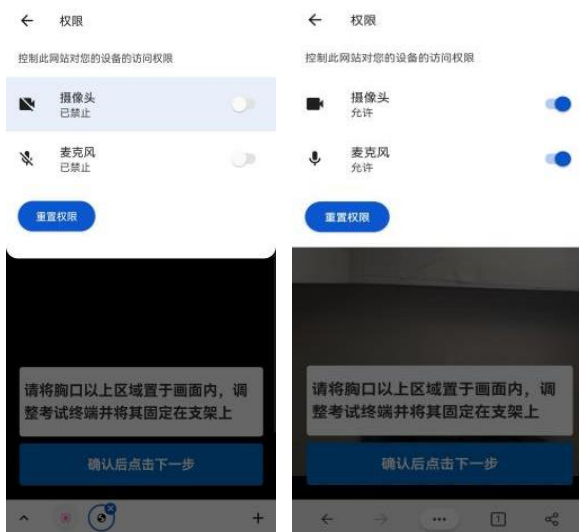 权限
控制此网站对您的设备的访问权限
摄像头
已禁止
麦克风
已禁止
重置权限
请将胸口以上区域置于画面内，调
整考试终端并将其固定在支架上
确认后点击下一步
权限
控制此网站对您的设备的访问权限
摄像头
允许
麦克风
允许
重置权限
请将胸口以上区域置于画面内，调
整考试终端并将其固定在支架上
确认后点击下一步
1